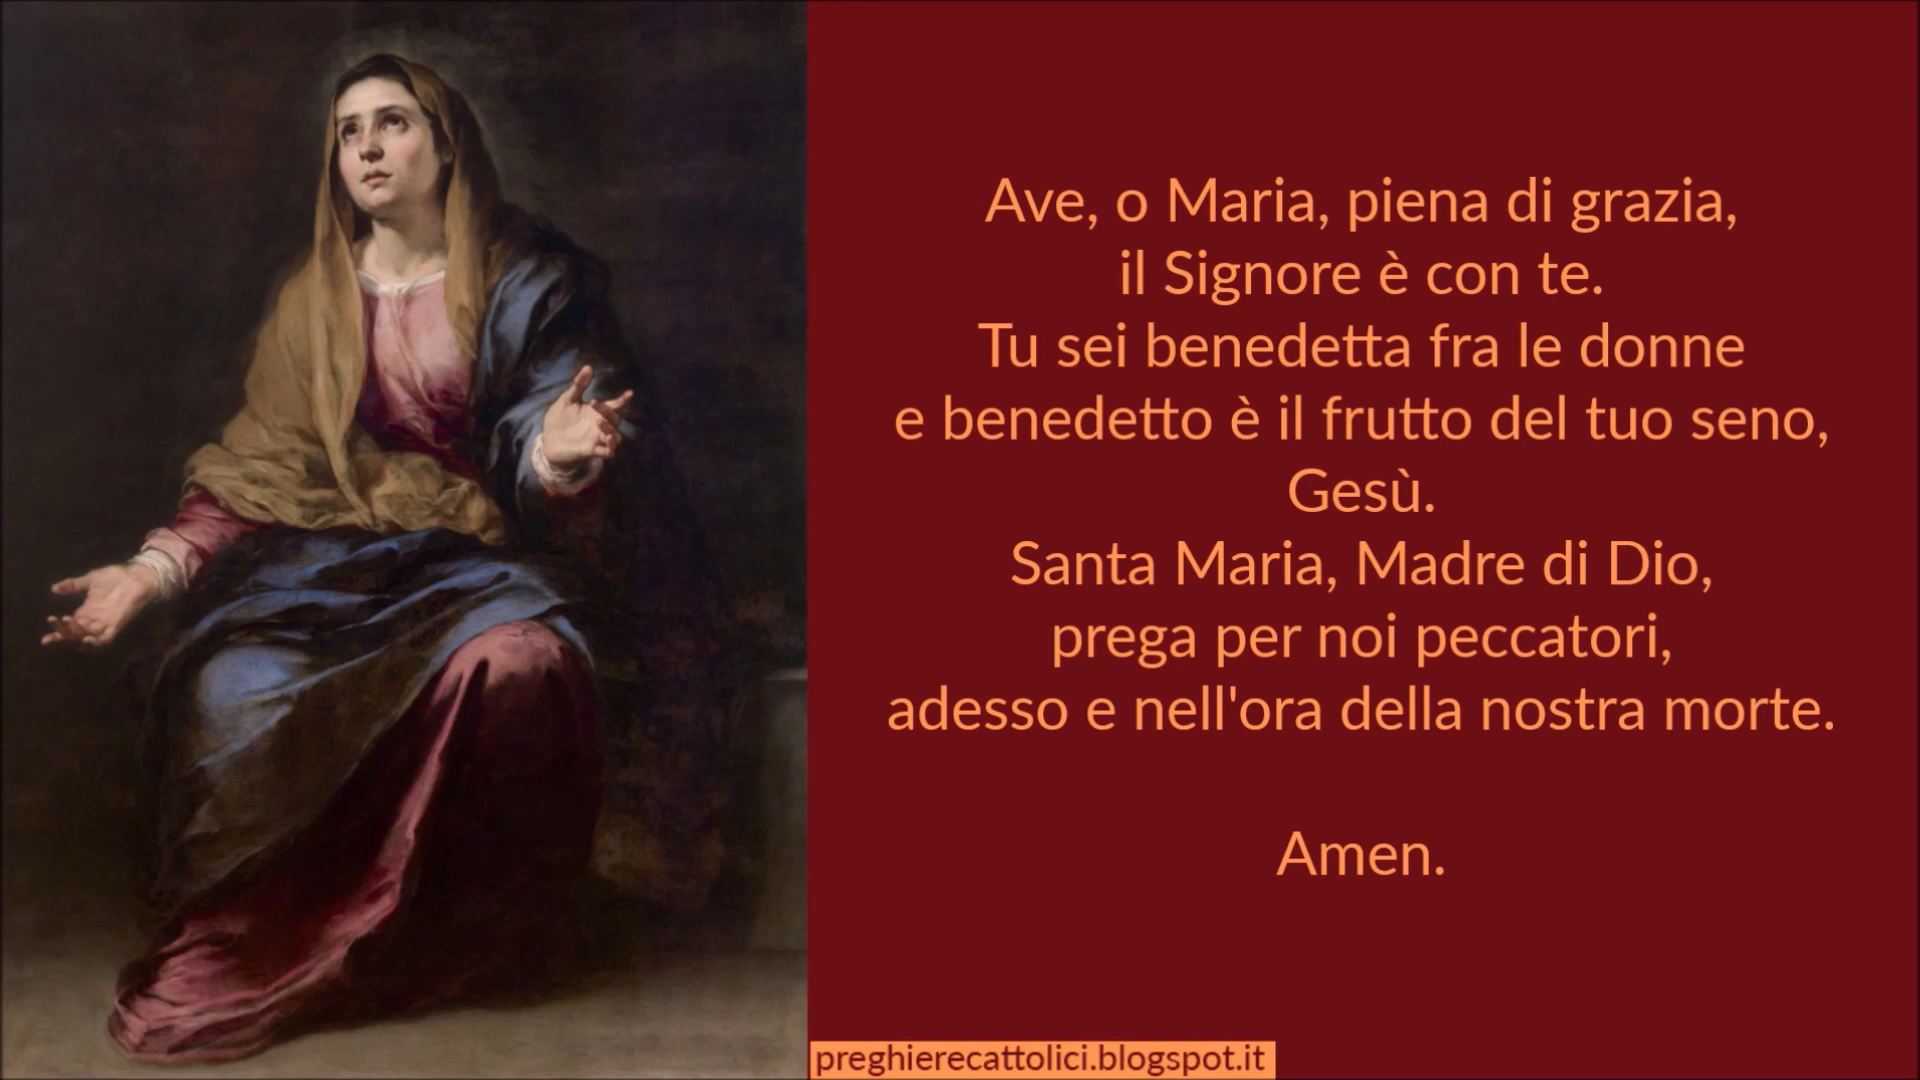 Ave, o Maria, piena di grazia,
il Signore è con te.
Tu sei benedetta fra le donne
e benedetto è il frutto del tuo seno,
Gesù.
Santa Maria, Madre di Dio,
prega per noi peccatori,
adesso e nell'ora della nostra morte.
Amen.
preghierecattolici.blogspot.it